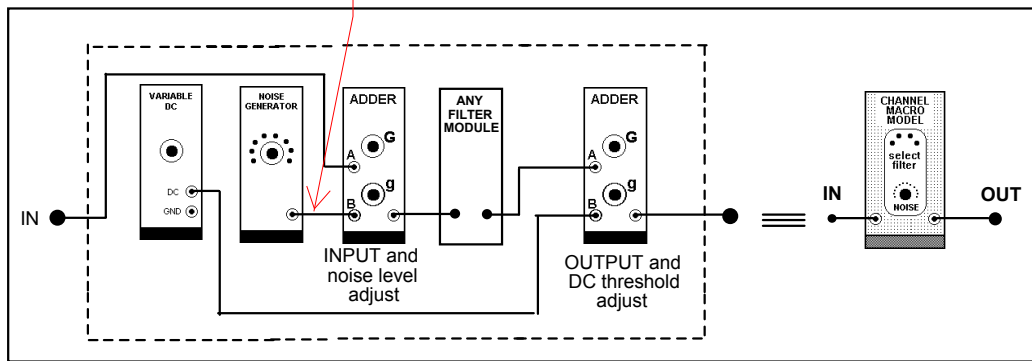 VARIABLE
DC
DC
GND
NOISE
GENERATOR
ADDER
G
A
g
B
ANY
FILTER
MODULE
ADDER
G
A
g
B
CHANNEL
MACRO
MODEL
select
filter
NOISE
IN
IN
OUT
INPUT and
noise level
adjust
OUTPUT and
DC threshold
adjust